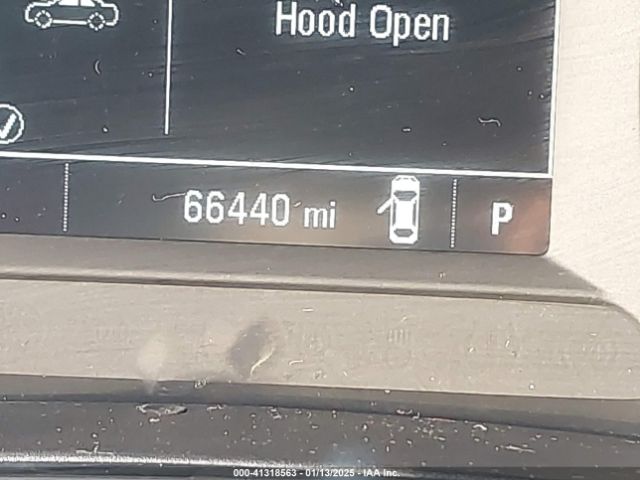 Hood Open
66440 mi
P
000-41318563 - 01/13/2025 - IAA Inc.